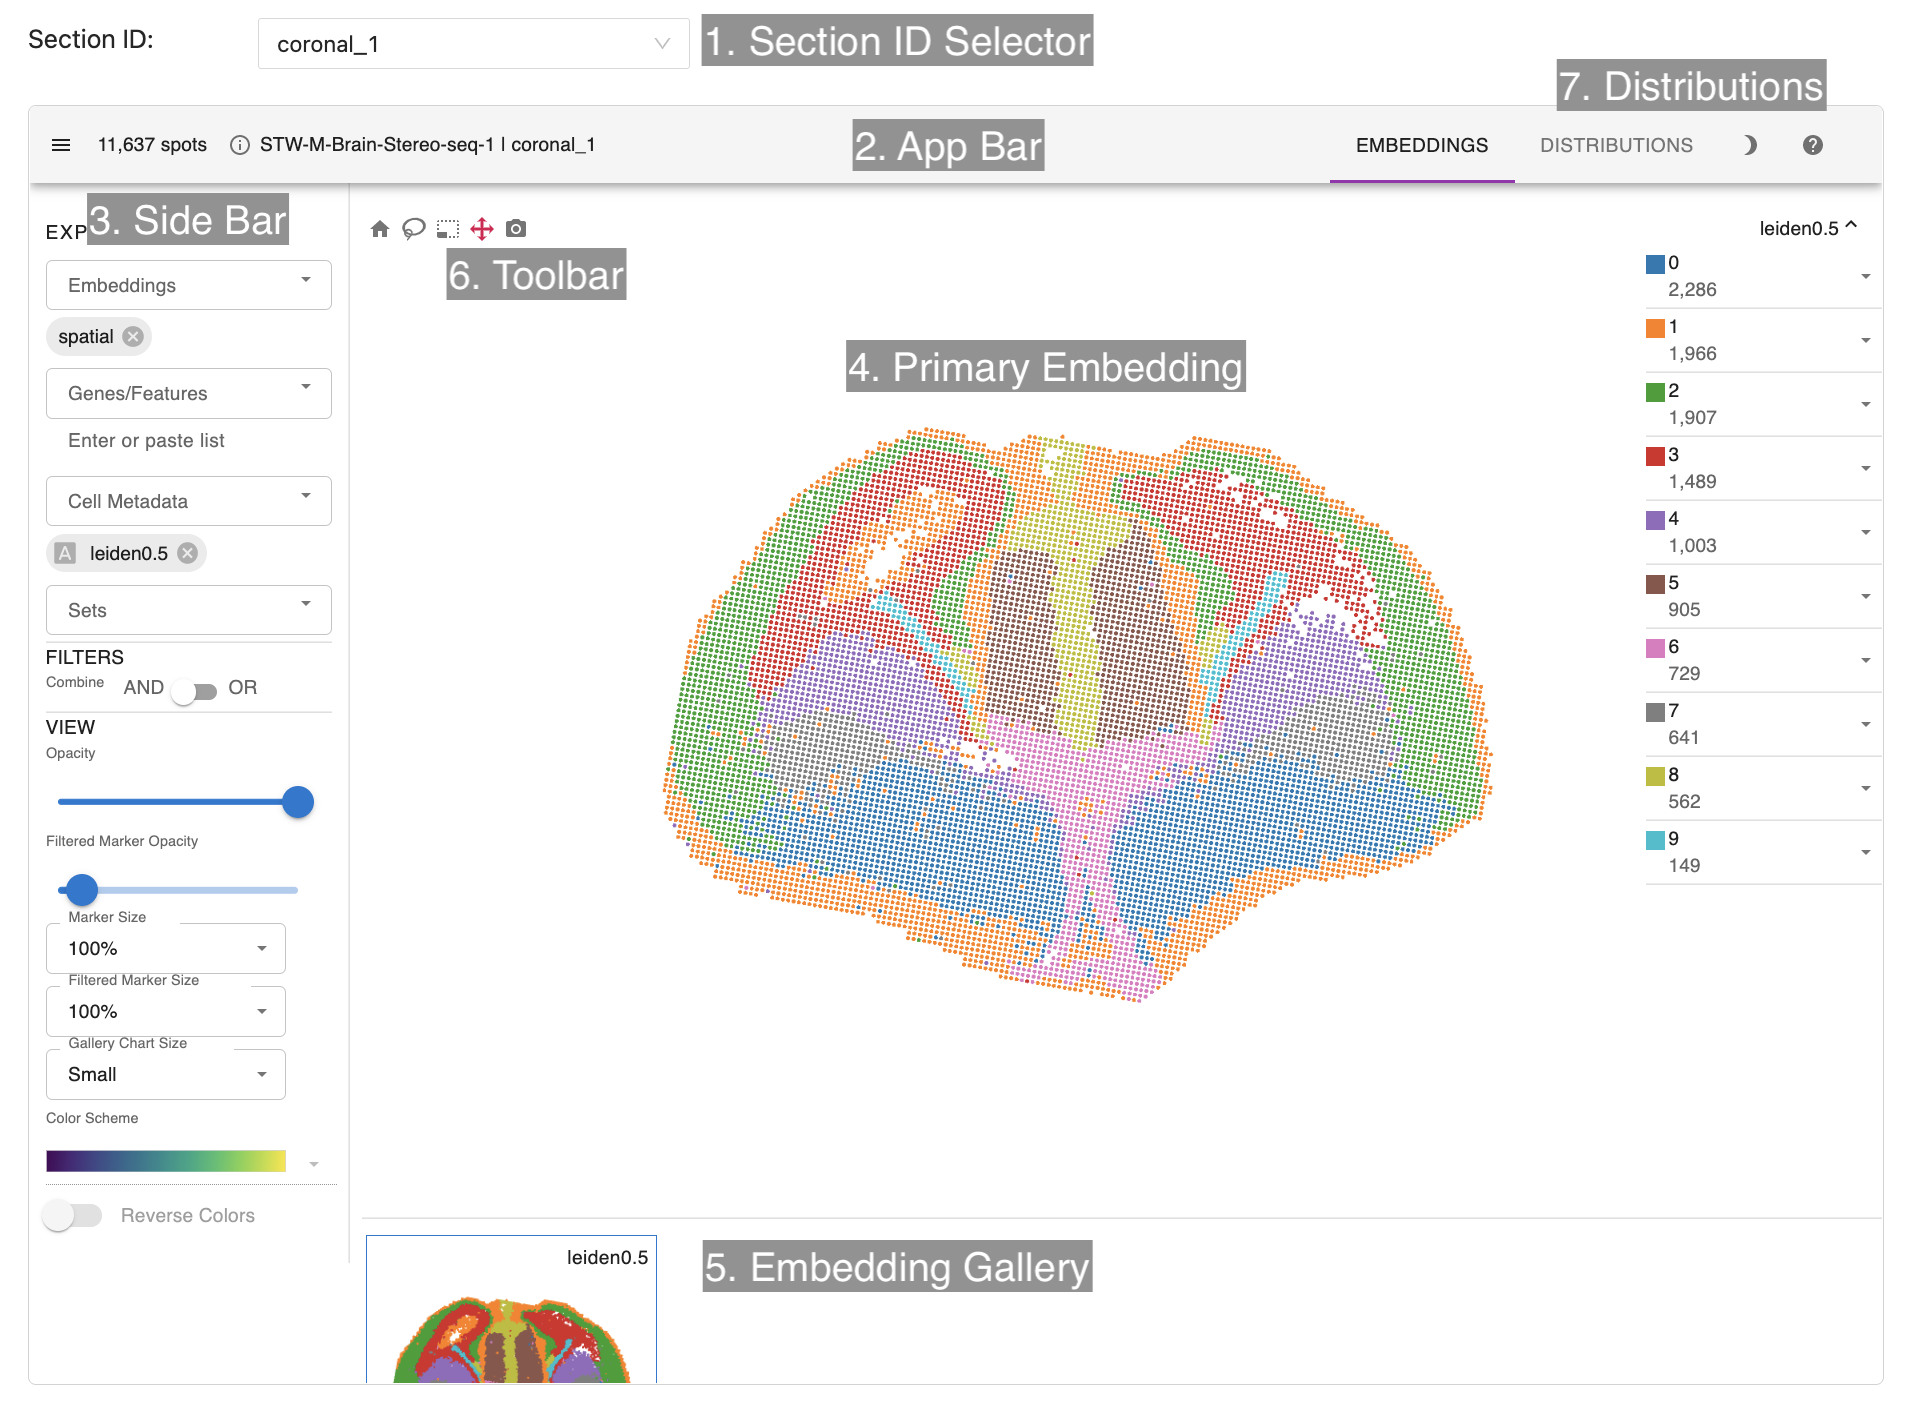 Section ID:
coronal_1
1. Section ID Selector
7. Distributions
11,637 spots
STW-M-Brain-Stereo-seq-1 | coronal_1
2. App Bar
EMBEDDINGS
DISTRIBUTIONS
EXP
3. Side Bar
Embeddings
spatial
Genes/Features
Enter or paste list
Cell Metadata
A leiden0.5
Sets
FILTERS
Combine AND OR
VIEW
Opacity
Filtered Marker Opacity
Marker Size
100%
Filtered Marker Size
100%
Gallery Chart Size
Small
Color Scheme
Reverse Colors
6. Toolbar
4. Primary Embedding
leiden0.5
0
2,286
1
1,966
2
1,907
3
1,489
4
1,003
5
905
6
729
7
641
8
562
9
149
leiden0.5
5. Embedding Gallery